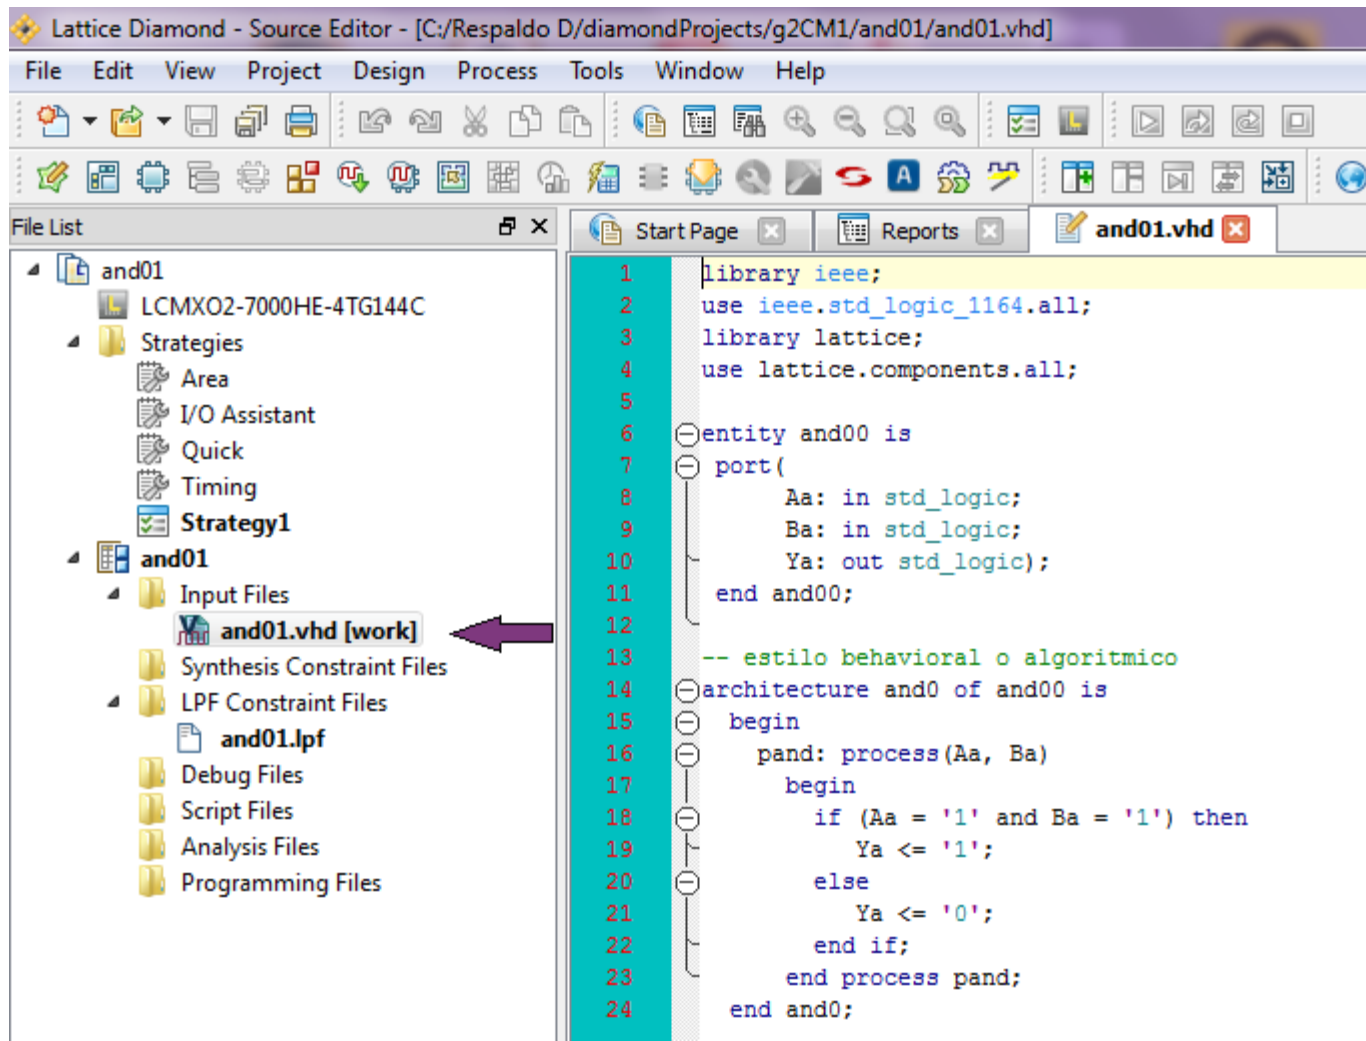 Lattice Diamond - Source Editor - [C:/Respaldo D/diamondProjects/g2CM1/and01/and01.vhd]
File Edit View Project Design Process Tools Window Help
File List
and01
LCMXO2-7000HE-4TG144C
Strategies
Area
I/O Assistant
Quick
Timing
Strategy1
and01
Input Files
and01.vhd [work]
Synthesis Constraint Files
LPF Constraint Files
and01.lpf
Debug Files
Script Files
Analysis Files
Programming Files
Start Page Reports and01.vhd
1 library ieee;
2 use ieee.std_logic_1164.all;
3 library lattice;
4 use lattice.components.all;
5
6 entity and00 is
7 port(
8 Aa: in std_logic;
9 Ba: in std_logic;
10 Ya: out std_logic);
11 end and00;
12
13 -- estilo behavioral o algoritmico
14 architecture and0 of and00 is
15 begin
16 pand: process(Aa, Ba)
17 begin
18 if (Aa = '1' and Ba = '1') then
19 Ya <= '1';
20 else
21 Ya <= '0';
22 end if;
23 end process pand;
24 end and0;